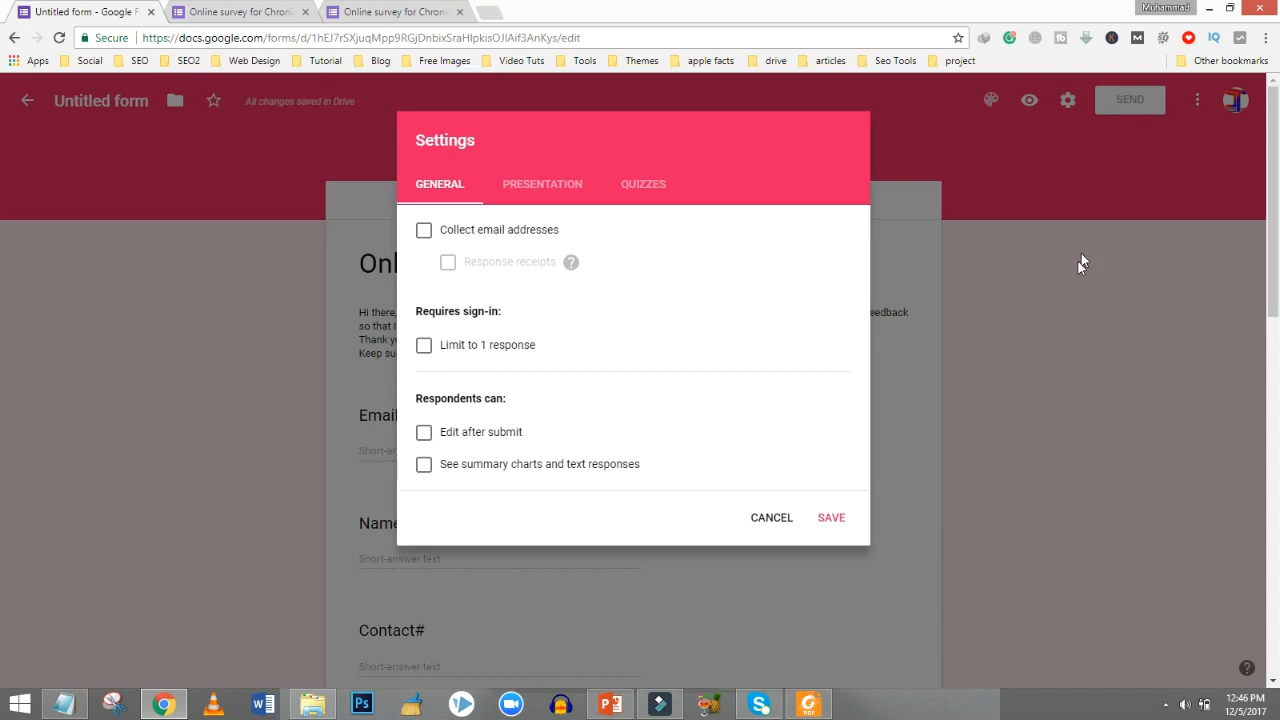 Untitled form - Google F
Online survey for Chroni
Online survey for Chroni
Muhammad
Secure
https://docs.google.com/forms/d/1hEJ7rSXjuqMpp9RGjDnbixSraHlpkisOJIAif3AnKys/edit
Apps Social SEO SEO2 Web Design Tutorial Blog Free Images Video Tuts Tools Themes apple facts drive articles Seo Tools project Other bookmarks
Untitled form
All changes saved in Drive
SEND
Settings
GENERAL PRESENTATION QUIZZES
Collect email addresses
Response receipts ?
Onl
Hi there,
eedback
so that i
Thank yo
Keep su
Requires sign-in:
Limit to 1 response
Respondents can:
Email
Edit after submit
Short-an
See summary charts and text responses
CANCEL SAVE
Name
Short-answer text
Contact#
Short-answer text
12:46 PM
12/5/2017